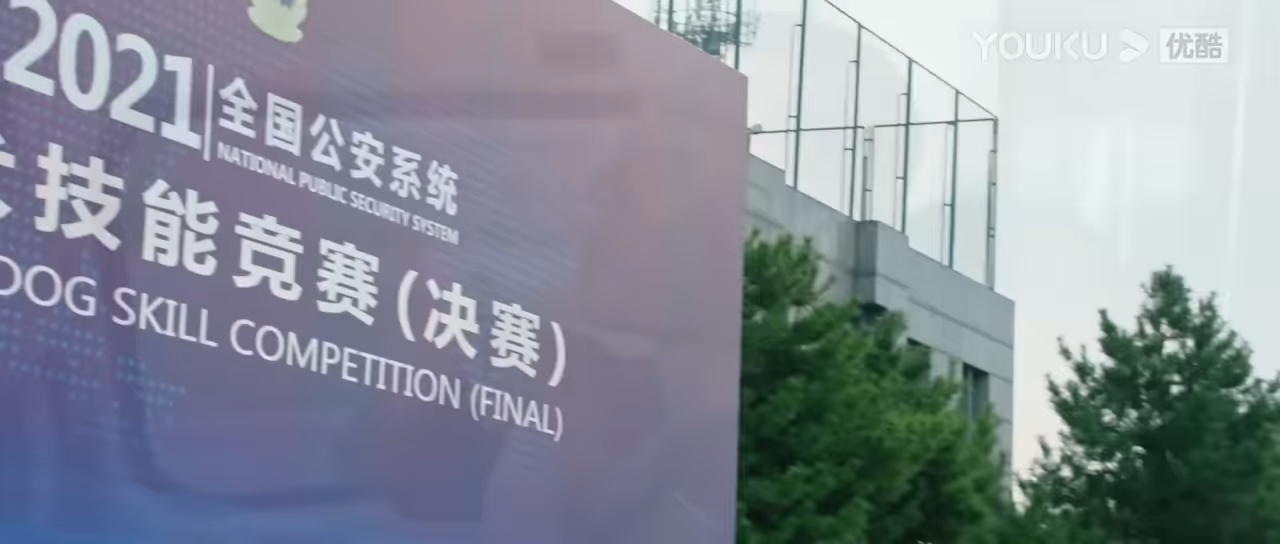 2021 全国公安系统
NATIONAL PUBLIC SECURITY SYSTEM
技能竞赛(决赛)
DOG SKILL COMPETITION (FINAL)
YOUKU 优酷